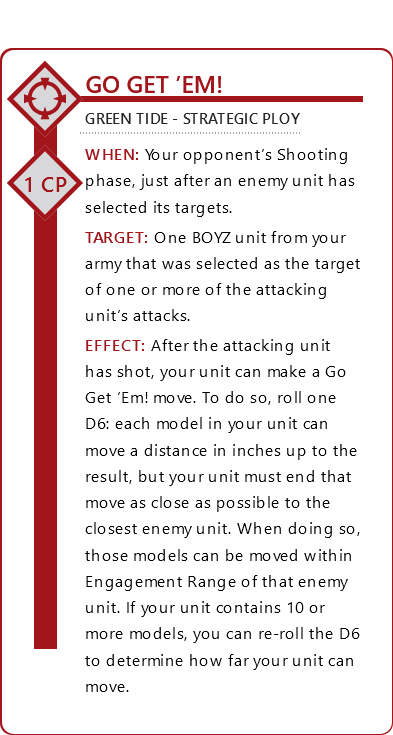 GO GET ’EM!
GREEN TIDE - STRATEGIC PLOY
1 CP
WHEN: Your opponent’s Shooting
phase, just after an enemy unit has
selected its targets.
TARGET: One BOYZ unit from your
army that was selected as the target
of one or more of the attacking
unit’s attacks.
EFFECT: After the attacking unit
has shot, your unit can make a Go
Get ’Em! move. To do so, roll one
D6: each model in your unit can
move a distance in inches up to the
result, but your unit must end that
move as close as possible to the
closest enemy unit. When doing so,
those models can be moved within
Engagement Range of that enemy
unit. If your unit contains 10 or
more models, you can re-roll the D6
to determine how far your unit can
move.